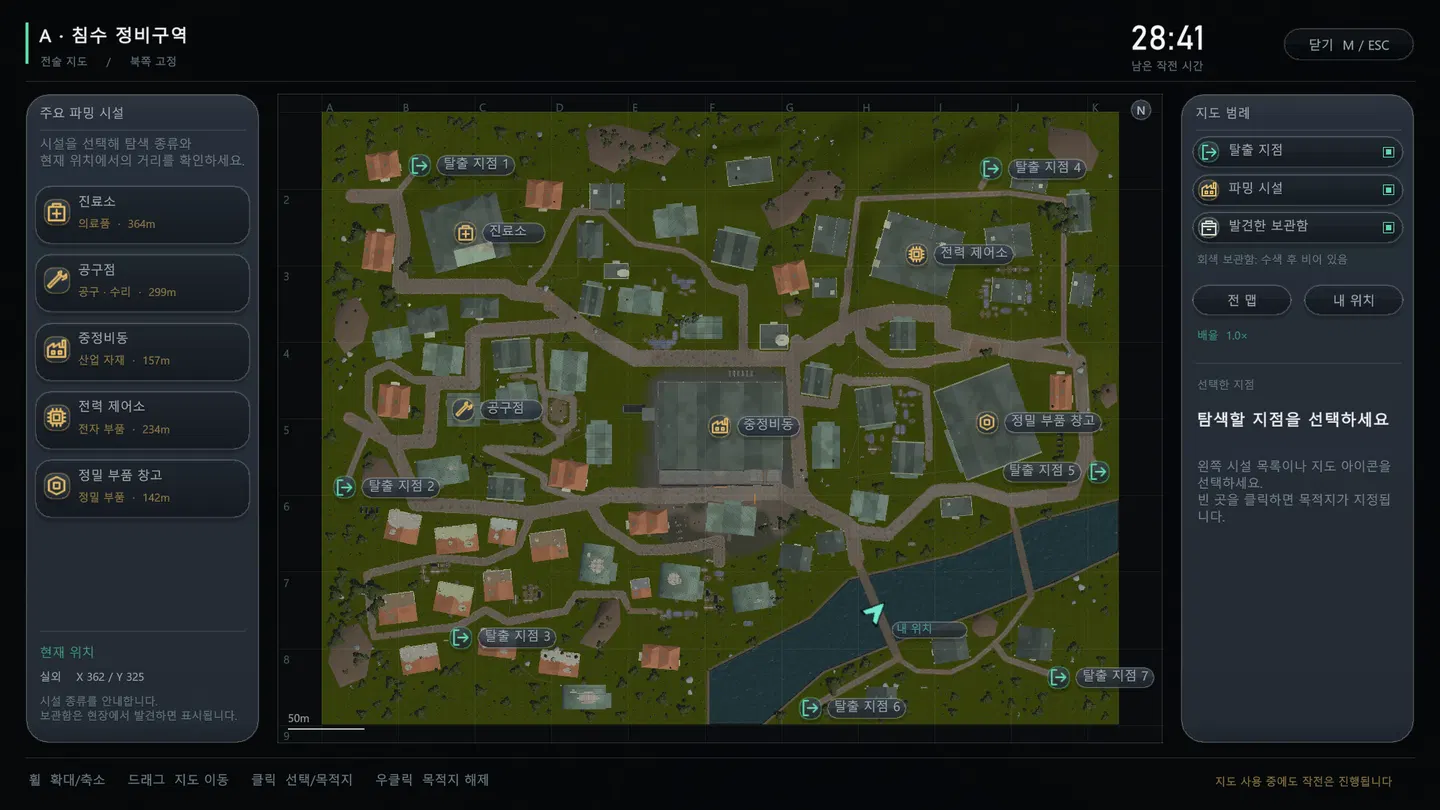 A · 침수 정비구역
전술 지도 / 북쪽 고정
28:41
남은 작전 시간
닫기 M / ESC
주요 파밍 시설
시설을 선택해 탐색 종류와
현재 위치에서의 거리를 확인하세요.
진료소
의료품 · 364m
공구점
공구 · 수리 · 299m
중정비동
산업 자재 · 157m
전력 제어소
전자 부품 · 234m
정밀 부품 창고
정밀 부품 · 142m
현재 위치
실외 X 362 / Y 325
시설 종류를 안내합니다.
보관함은 현장에서 발견하면 표시됩니다.
A B C D E F G H I J K
N
2
3
4
5
6
7
8
9
탈출 지점 1
탈출 지점 4
진료소
전력 제어소
공구점
중정비동
정밀 부품 창고
탈출 지점 5
탈출 지점 2
내 위치
탈출 지점 3
탈출 지점 7
탈출 지점 6
50m
지도 범례
탈출 지점
파밍 시설
발견한 보관함
회색 보관함: 수색 후 비어 있음
전 맵 내 위치
배율 1.0×
선택한 지점
탐색할 지점을 선택하세요
왼쪽 시설 목록이나 지도 아이콘을
선택하세요.
빈 곳을 클릭하면 목적지가 지정됩
니다.
휠 확대/축소 드래그 지도 이동 클릭 선택/목적지 우클릭 목적지 해제
지도 사용 중에도 작전은 진행됩니다